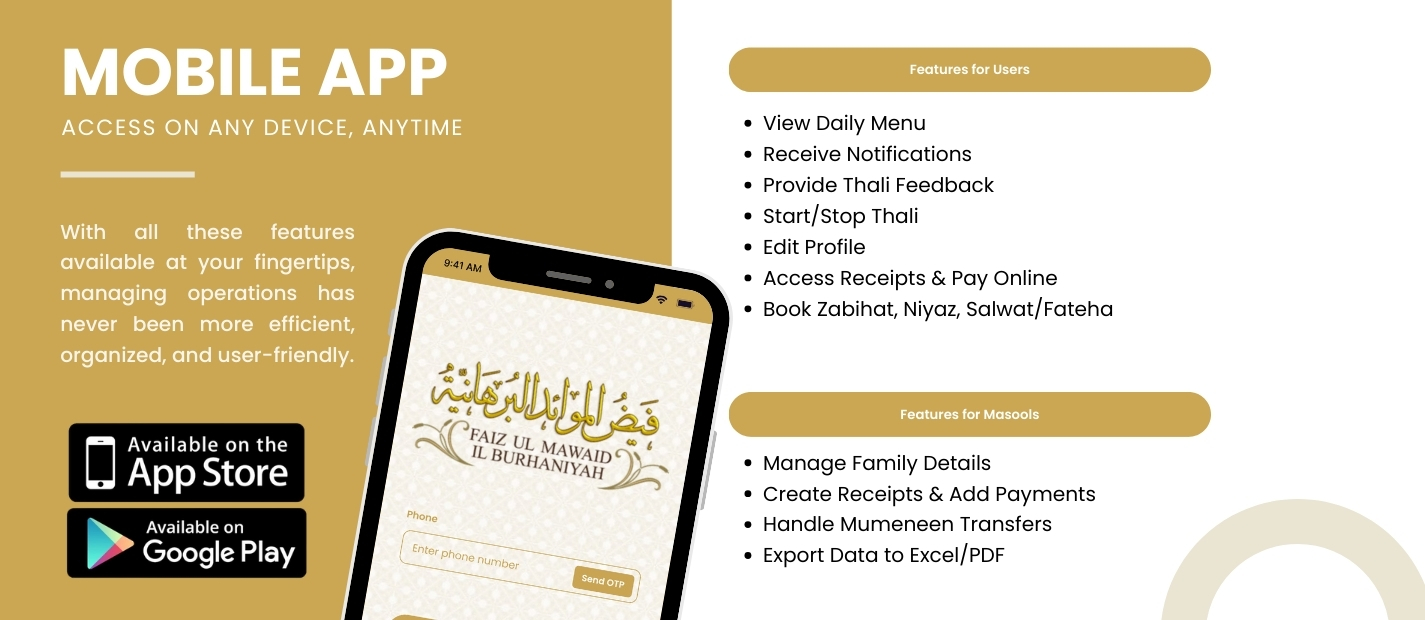 MOBILE APP
ACCESS ON ANY DEVICE, ANYTIME
With all these features
available at your fingertips,
managing operations has
never been more efficient,
organized, and user-friendly.
Available on the
App Store
Available on
Google Play
9:41 AM
فيض الموائد البرهانية
FAIZ UL MAWAID
IL BURHANIYAH
Phone
Enter phone number
Send OTP
Features for Users
• View Daily Menu
• Receive Notifications
• Provide Thali Feedback
• Start/Stop Thali
• Edit Profile
• Access Receipts & Pay Online
• Book Zabihat, Niyaz, Salwat/Fateha
Features for Masools
• Manage Family Details
• Create Receipts & Add Payments
• Handle Mumeneen Transfers
• Export Data to Excel/PDF